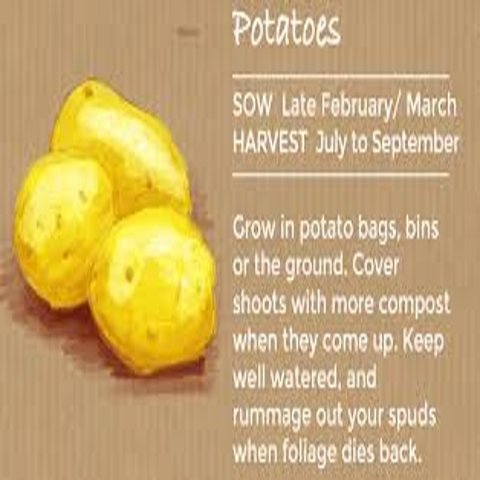 Potatoes
SOW Late February/ March
HARVEST July to September
Grow in potato bags, bins
or the ground. Cover
shoots with more compost
when they come up. Keep
well watered, and
rummage out your spuds
when foliage dies back.